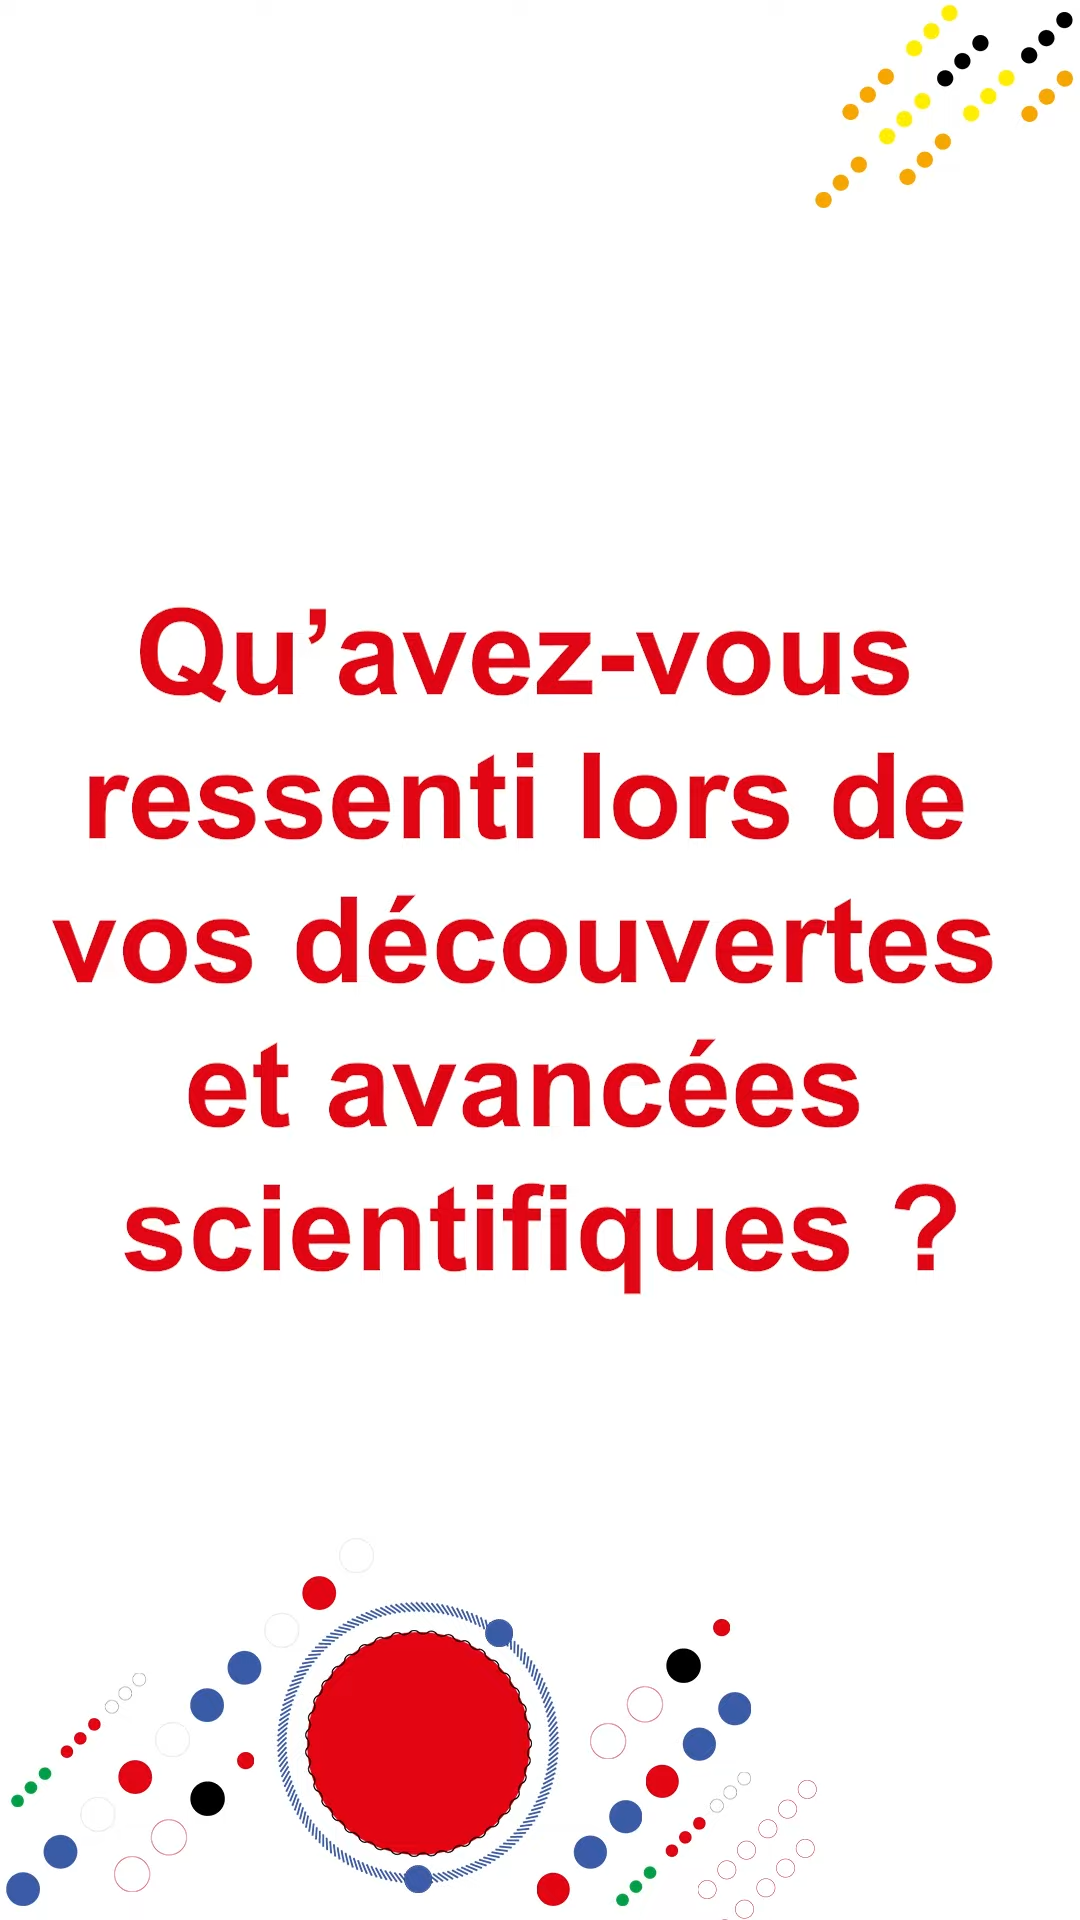 Qu’avez-vous
ressenti lors de
vos découvertes
et avancées
scientifiques ?